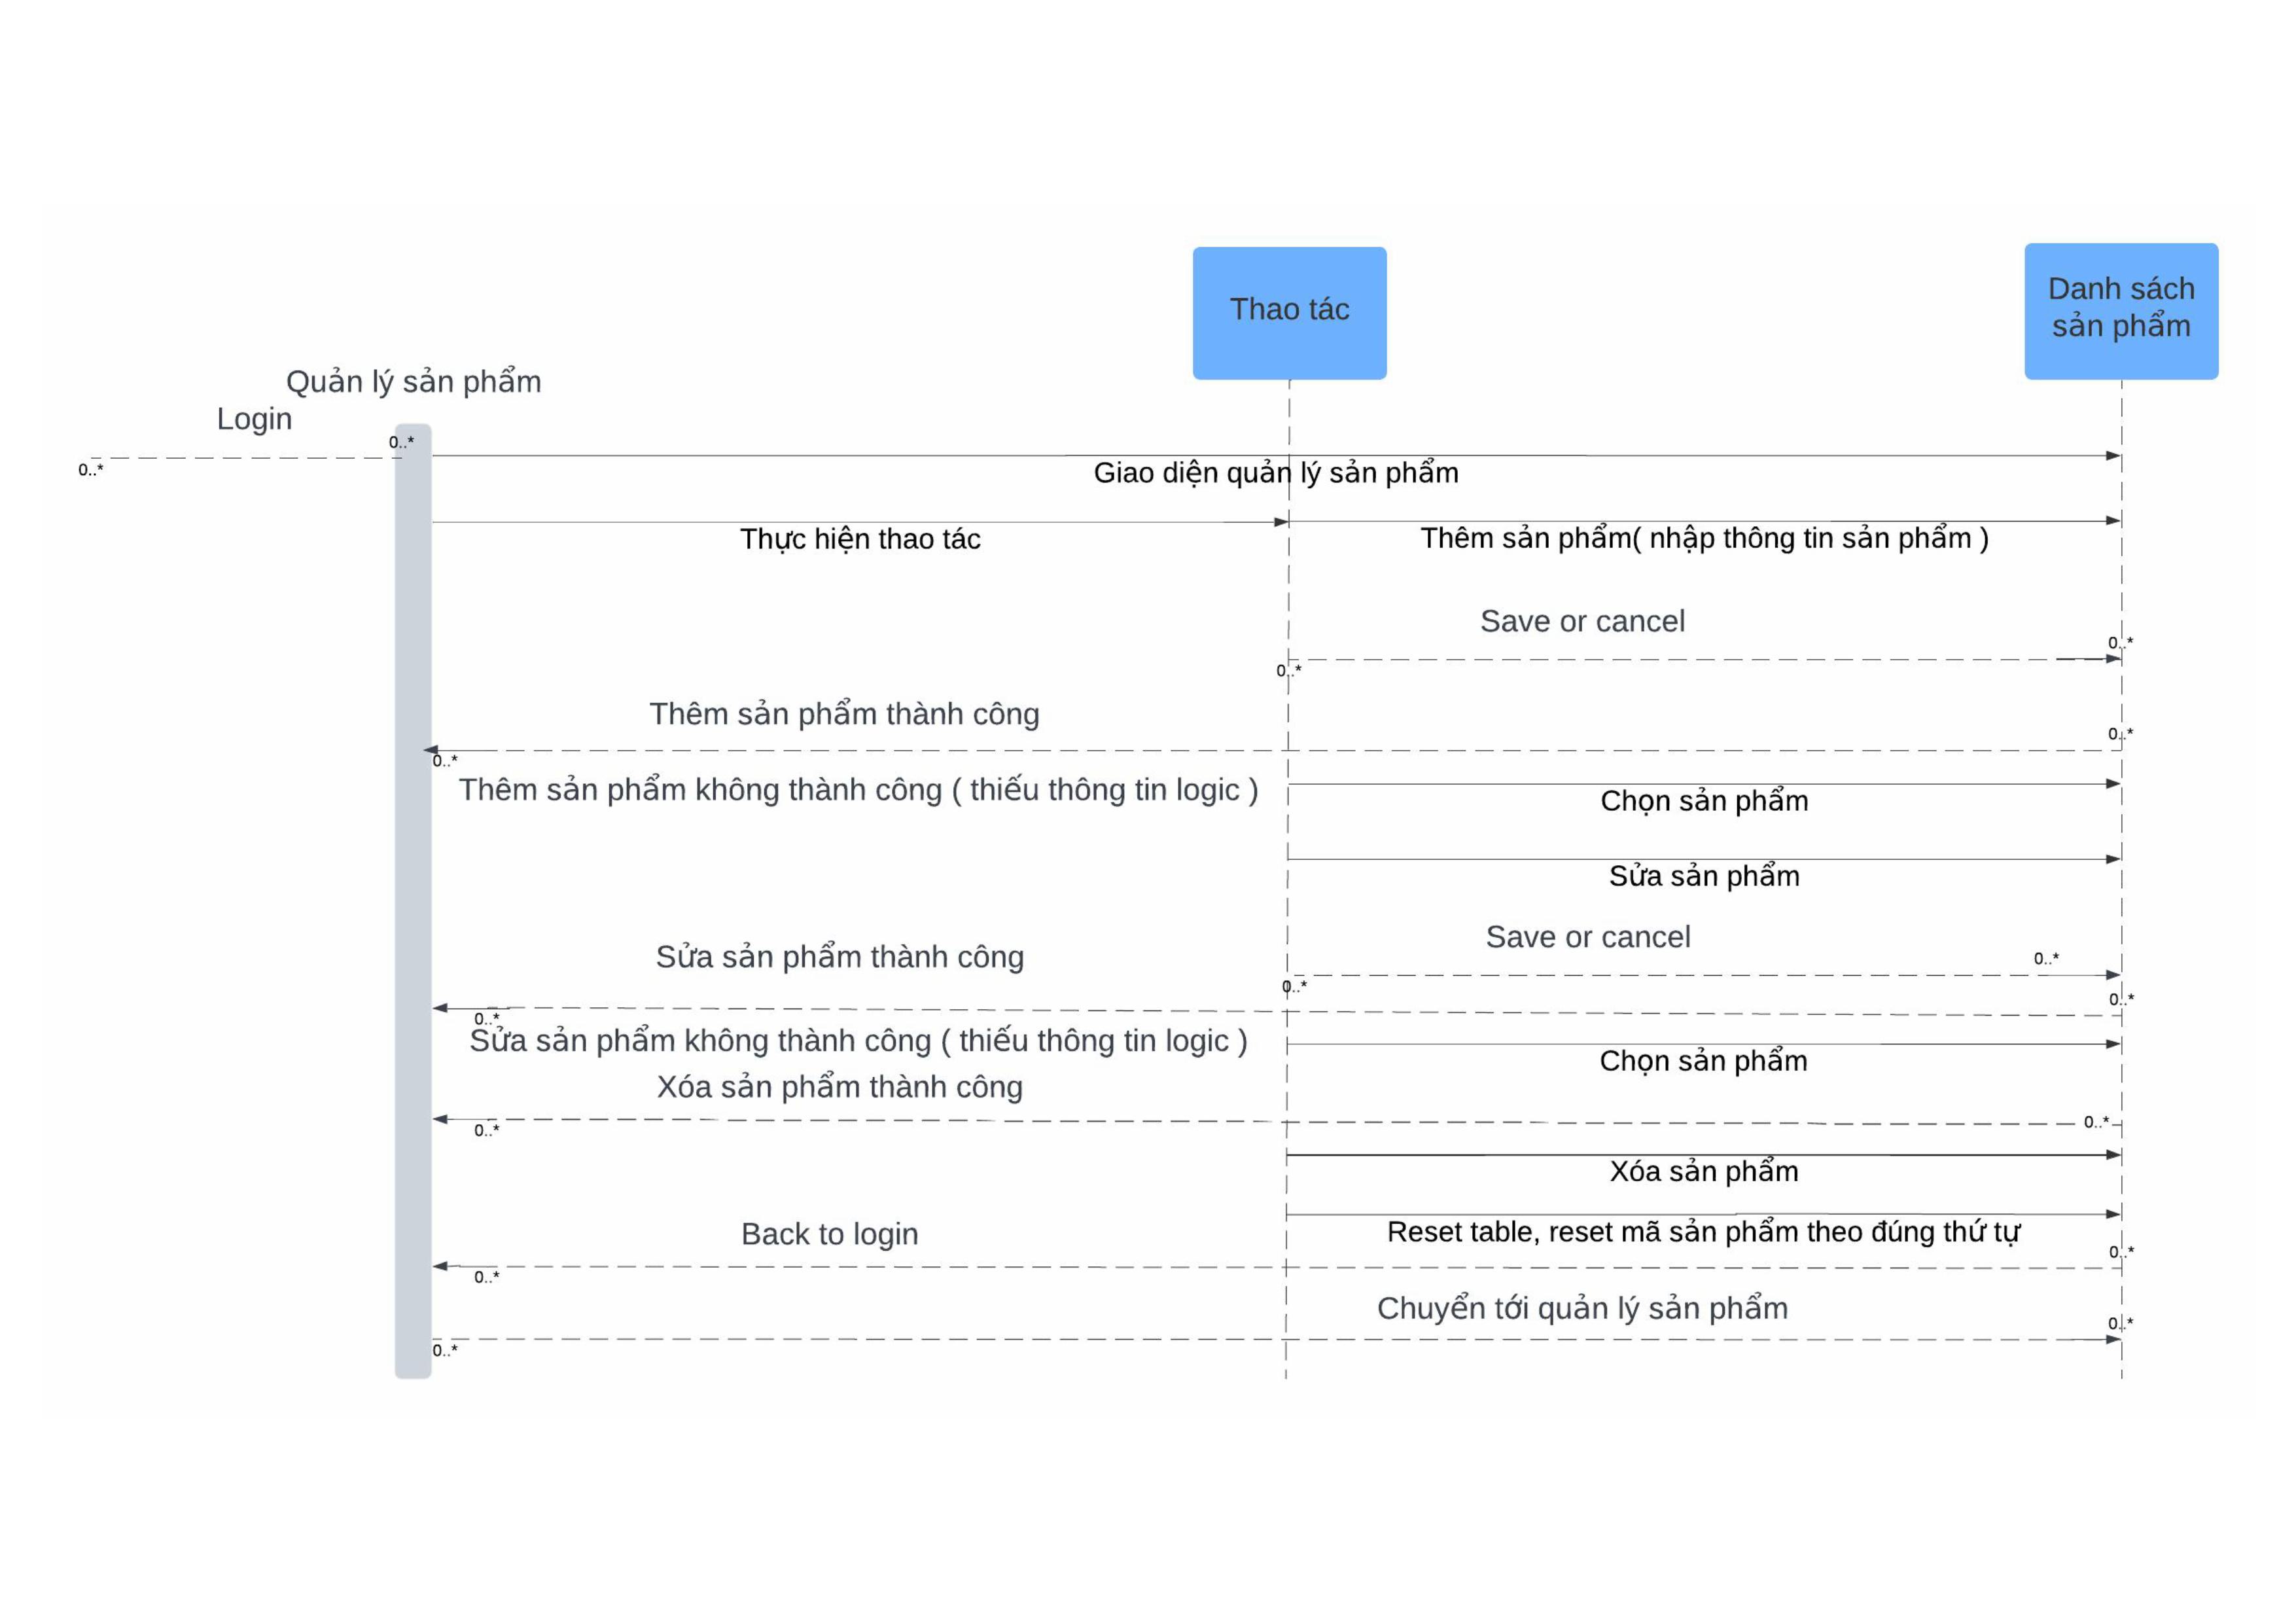 Thao tác
Danh sách
sản phẩm
Quản lý sản phẩm
Login
0..*
0..*
Giao diện quản lý sản phẩm
Thực hiện thao tác
Thêm sản phẩm( nhập thông tin sản phẩm )
Save or cancel
0..*
0..*
Thêm sản phẩm thành công
0..*
0..*
Thêm sản phẩm không thành công ( thiếu thông tin logic )
Chọn sản phẩm
Sửa sản phẩm
Save or cancel
Sửa sản phẩm thành công
0..*
0..*
0..*
0..*
Sửa sản phẩm không thành công ( thiếu thông tin logic )
Chọn sản phẩm
Xóa sản phẩm thành công
0..*
0..*
Xóa sản phẩm
Reset table, reset mã sản phẩm theo đúng thứ tự
Back to login
0..*
0..*
Chuyển tới quản lý sản phẩm
0..*
0..*